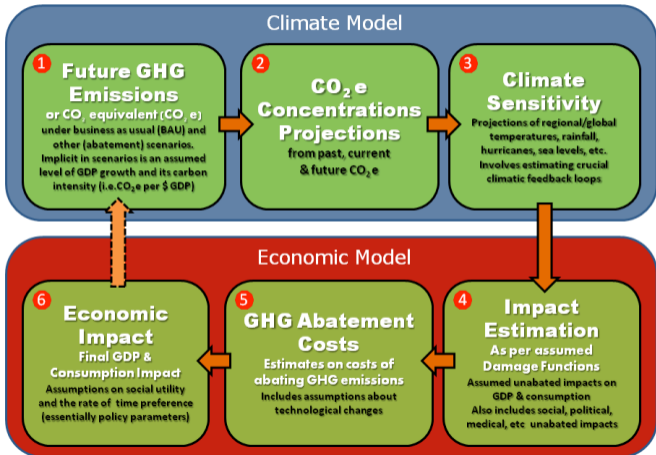 Climate Model
1
Future GHG
Emissions
or CO2 equivalent (CO2 e)
under business as usual (BAU) and
other (abatement) scenarios.
Implicit in scenarios is an assumed
level of GDP growth and its carbon
intensity (i.e.CO2e per $ GDP)
2
CO2 e
Concentrations
Projections
from past, current
& future CO2 e
3
Climate
Sensitivity
Projections of regional/global
temperatures, rainfall,
hurricanes, sea levels, etc.
Involves estimating crucial
climatic feedback loops
Economic Model
6
Economic
Impact
Final GDP &
Consumption Impact
Assumptions on social utility
and the rate of time preference
(essentially policy parameters)
5
GHG Abatement
Costs
Estimates on costs of
abating GHG emissions
Includes assumptions about
technological changes
4
Impact
Estimation
As per assumed
Damage Functions
Assumed unabated impacts on
GDP & consumption
Also includes social, political,
medical, etc unabated impacts